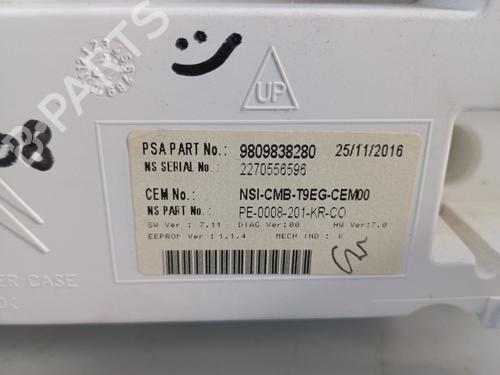 B PARTS
UP
PSA PART No.: 9809838280 25/11/2016
NS SERIAL No.: 2270556596
CEM No.: NSI-CMB-T9EG-CEM00
NS PART No.: PE-0008-201-KR-CO
SW Ver : 7.11 DIAG Ver:00 HW Ver:7.0
EEPROM Ver : 1.1.4 MECH IND : K
CASE